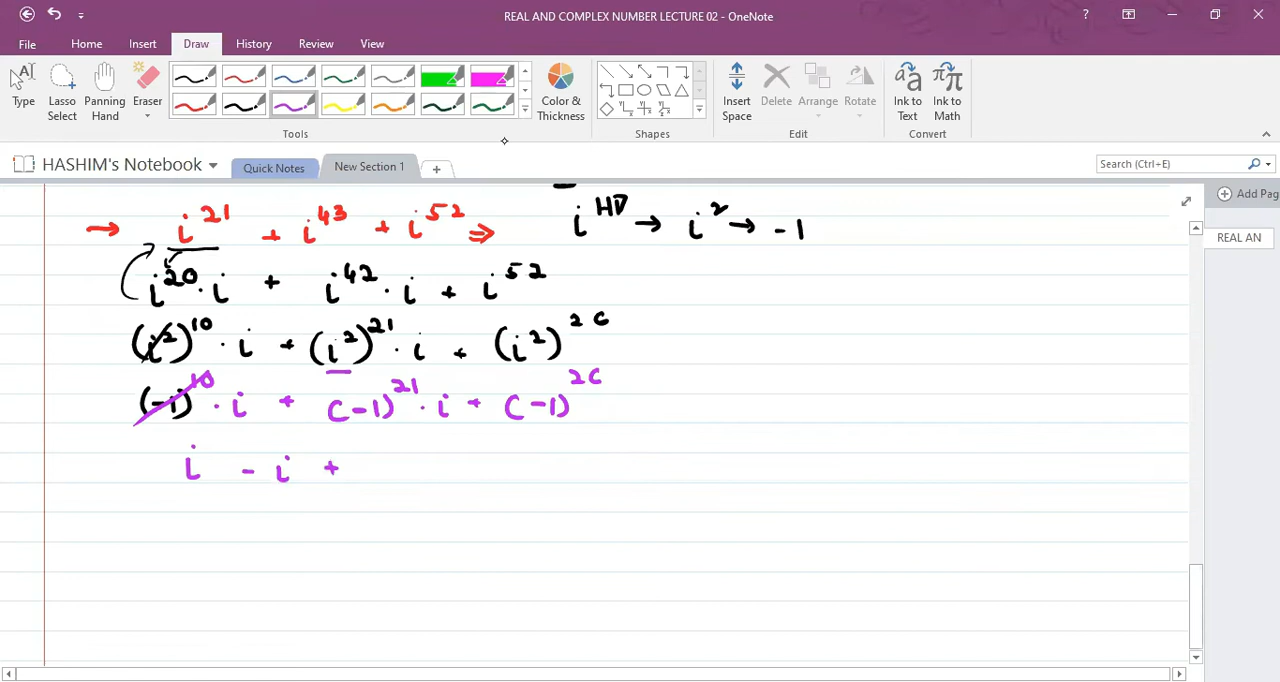 REAL AND COMPLEX NUMBER LECTURE 02 - OneNote
File Home Insert Draw History Review View
Type Lasso Select Panning Hand Eraser Color & Thickness Insert Space Delete Arrange Rotate Ink to Text Ink to Math
Tools Shapes Edit Convert
HASHIM's Notebook Quick Notes New Section 1 + Search (Ctrl+E)
Add Pag
REAL AN
→ i^21 + i^43 + i^52 ⇒ i → i^2 → -1
i^20 · i + i^42 · i + i^52
(i^2)^10 · i + (i^2)^21 · i + (i^2)^26
(-1)^10 · i + (-1)^21 · i + (-1)^26
i - i +